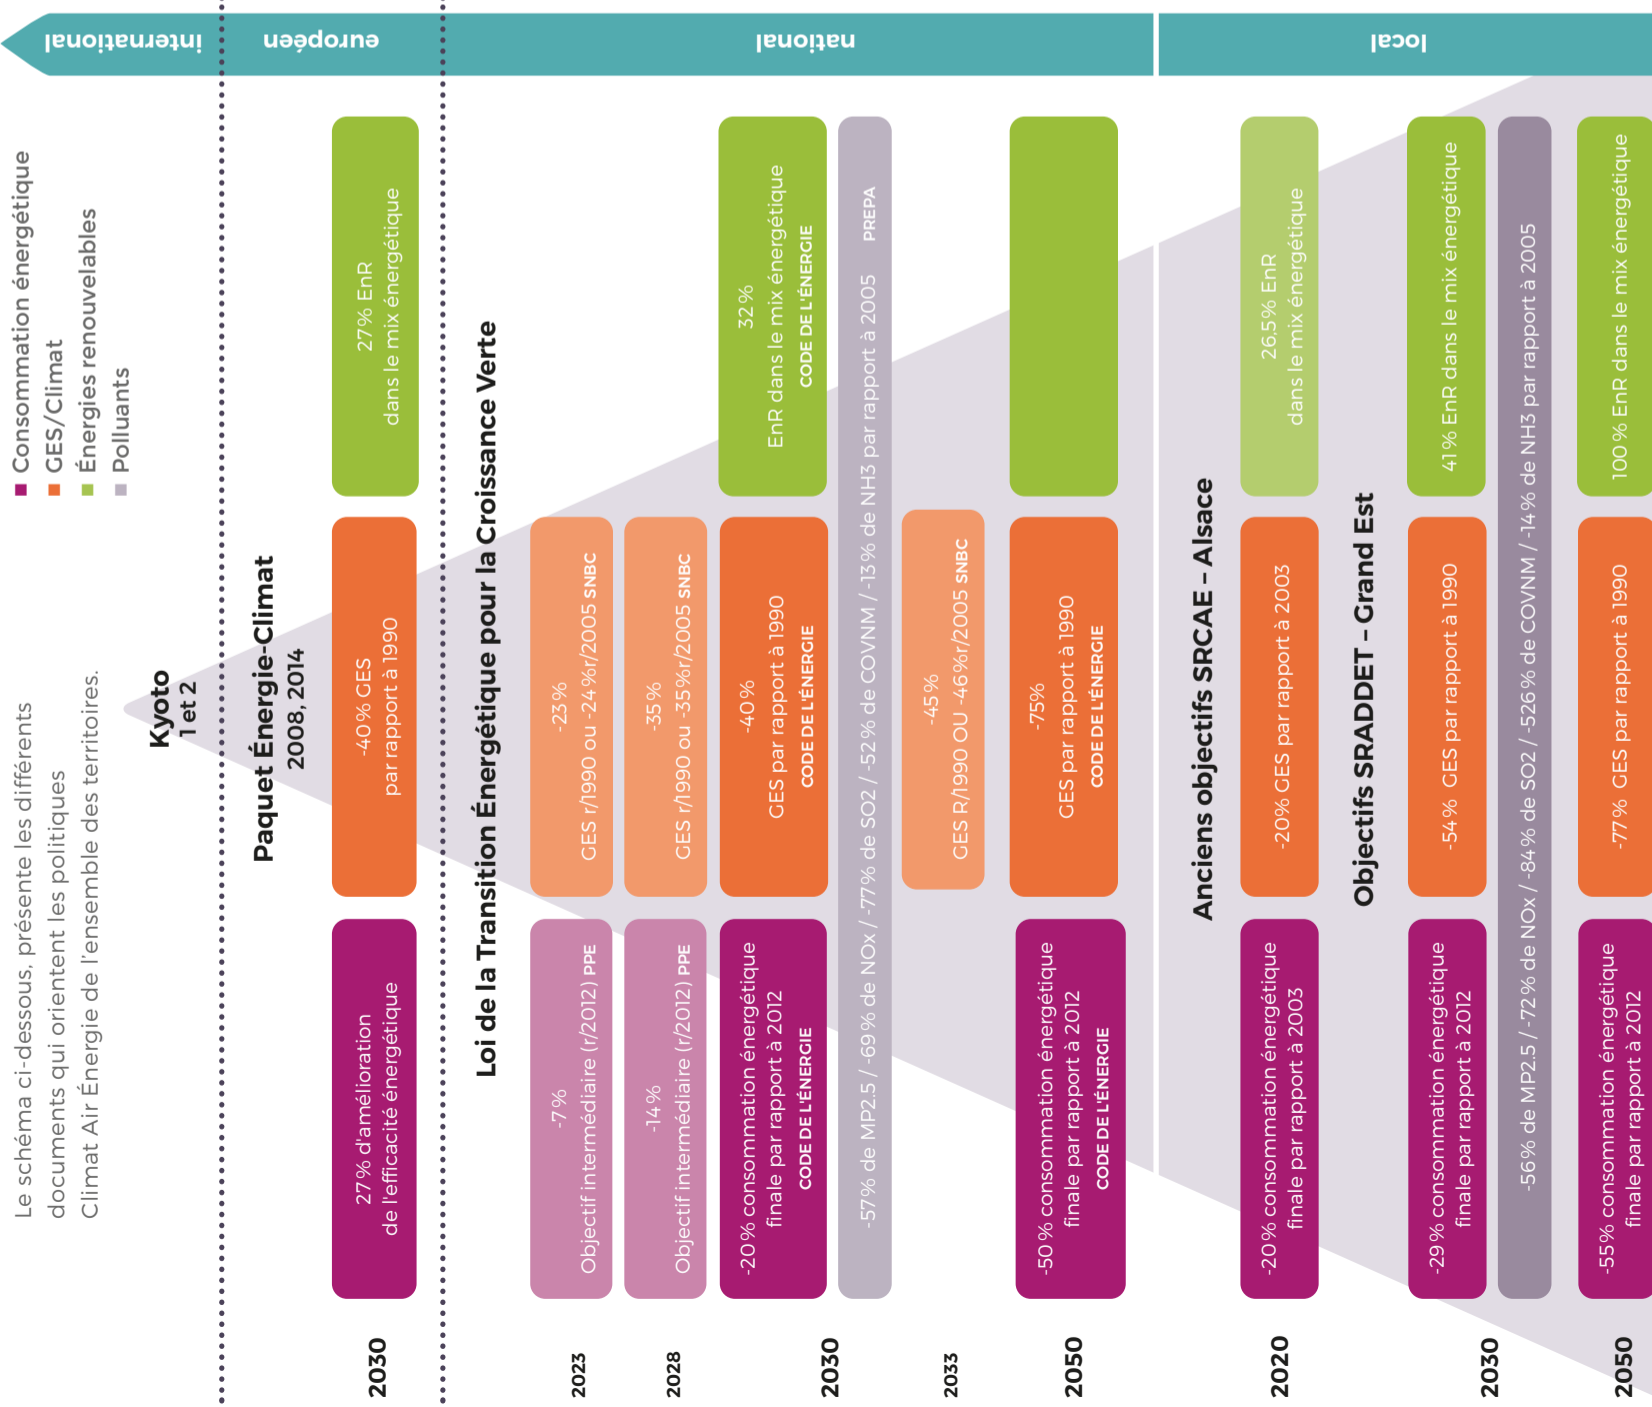 Le schéma ci-dessous, présente les différents
documents qui orientent les politiques
Climat Air Énergie de l'ensemble des territoires.
Consommation énergétique
GES/Climat
Énergies renouvelables
Polluants
international
Kyoto
1 et 2
européen
Paquet Énergie-Climat
2008, 2014
2030
27% d'amélioration
de l'efficacité énergétique
-40% GES
par rapport à 1990
27% EnR
dans le mix énergétique
national
Loi de la Transition Énergétique pour la Croissance Verte
2023
-7%
Objectif intermédiaire (r/2012) PPE
-23%
GES r/1990 ou -24%r/2005 SNBC
2028
-14%
Objectif intermédiaire (r/2012) PPE
-35%
GES r/1990 ou -35%r/2005 SNBC
2030
-20% consommation énergétique
finale par rapport à 2012
CODE DE L'ÉNERGIE
-40%
GES par rapport à 1990
CODE DE L'ÉNERGIE
32%
EnR dans le mix énergétique
CODE DE L'ÉNERGIE
-57% de MP2.5 / -69% de NOx / -77% de SO2 / -52% de COVNM / -13% de NH3 par rapport à 2005 PREPA
2033
-45%
GES R/1990 OU -46%r/2005 SNBC
2050
-50% consommation énergétique
finale par rapport à 2012
CODE DE L'ÉNERGIE
-75%
GES par rapport à 1990
CODE DE L'ÉNERGIE
local
Anciens objectifs SRCAE – Alsace
2020
-20% consommation énergétique
finale par rapport à 2003
-20% GES par rapport à 2003
26,5% EnR
dans le mix énergétique
Objectifs SRADDET – Grand Est
2030
-29% consommation énergétique
finale par rapport à 2012
-54% GES par rapport à 1990
41% EnR dans le mix énergétique
-56% de MP2.5 / -72% de NOx / -84% de SO2 / -526% de COVNM / -14% de NH3 par rapport à 2005
2050
-55% consommation énergétique
finale par rapport à 2012
-77% GES par rapport à 1990
100% EnR dans le mix énergétique